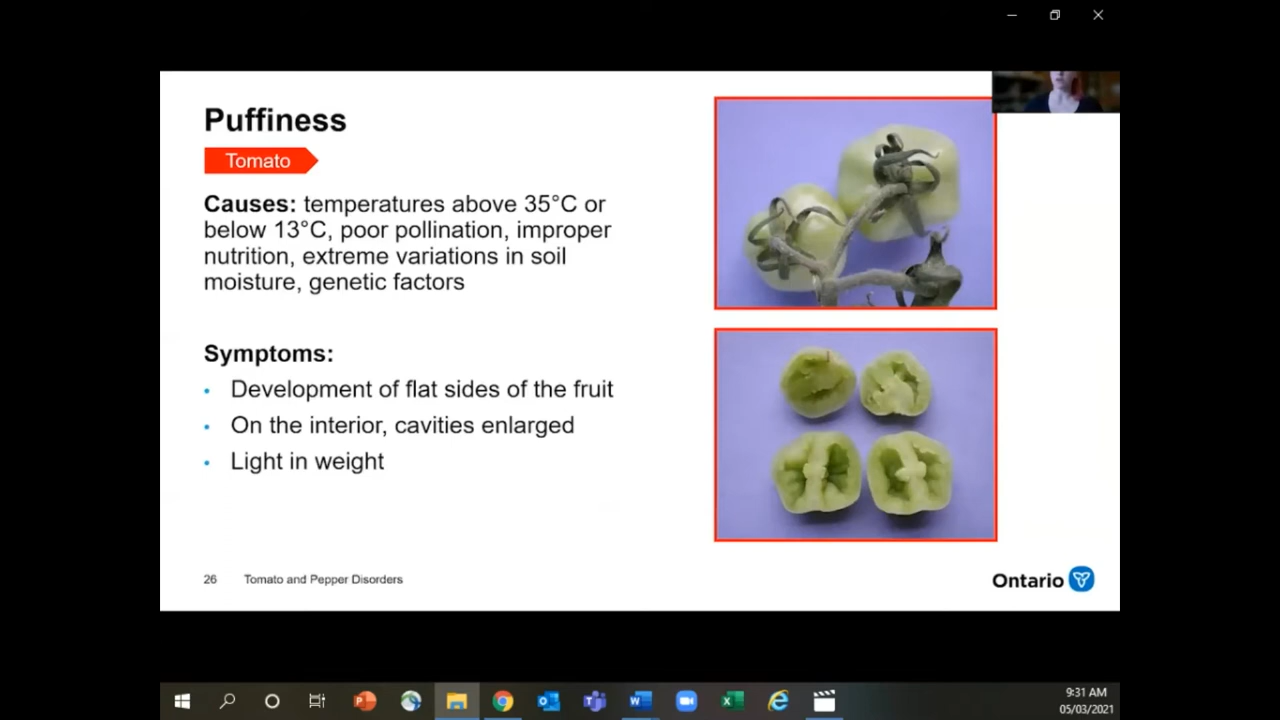 Puffiness
Tomato
Causes: temperatures above 35°C or
below 13°C, poor pollination, improper
nutrition, extreme variations in soil
moisture, genetic factors
Symptoms:
• Development of flat sides of the fruit
• On the interior, cavities enlarged
• Light in weight
26 Tomato and Pepper Disorders
Ontario
9:31 AM
05/03/2021